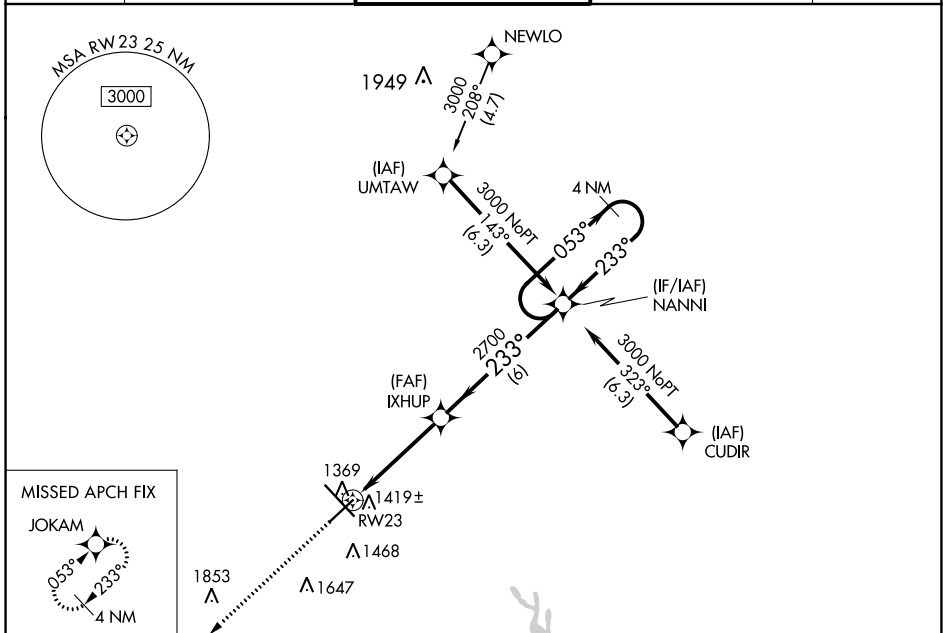 MSA RW 23 25 NM
3000
NEWLO
1949
3000
208°
(4.7)
(IAF)
UMTAW
3000 NoPT
143°
(6.3)
4 NM
053°
233°
(IF/IAF)
NANNI
2700
233°
(6)
3000 NoPT
323°
(6.3)
(FAF)
IXHUP
(IAF)
CUDIR
1369
1419±
RW23
1468
1647
1853
MISSED APCH FIX
JOKAM
053°
233°
4 NM